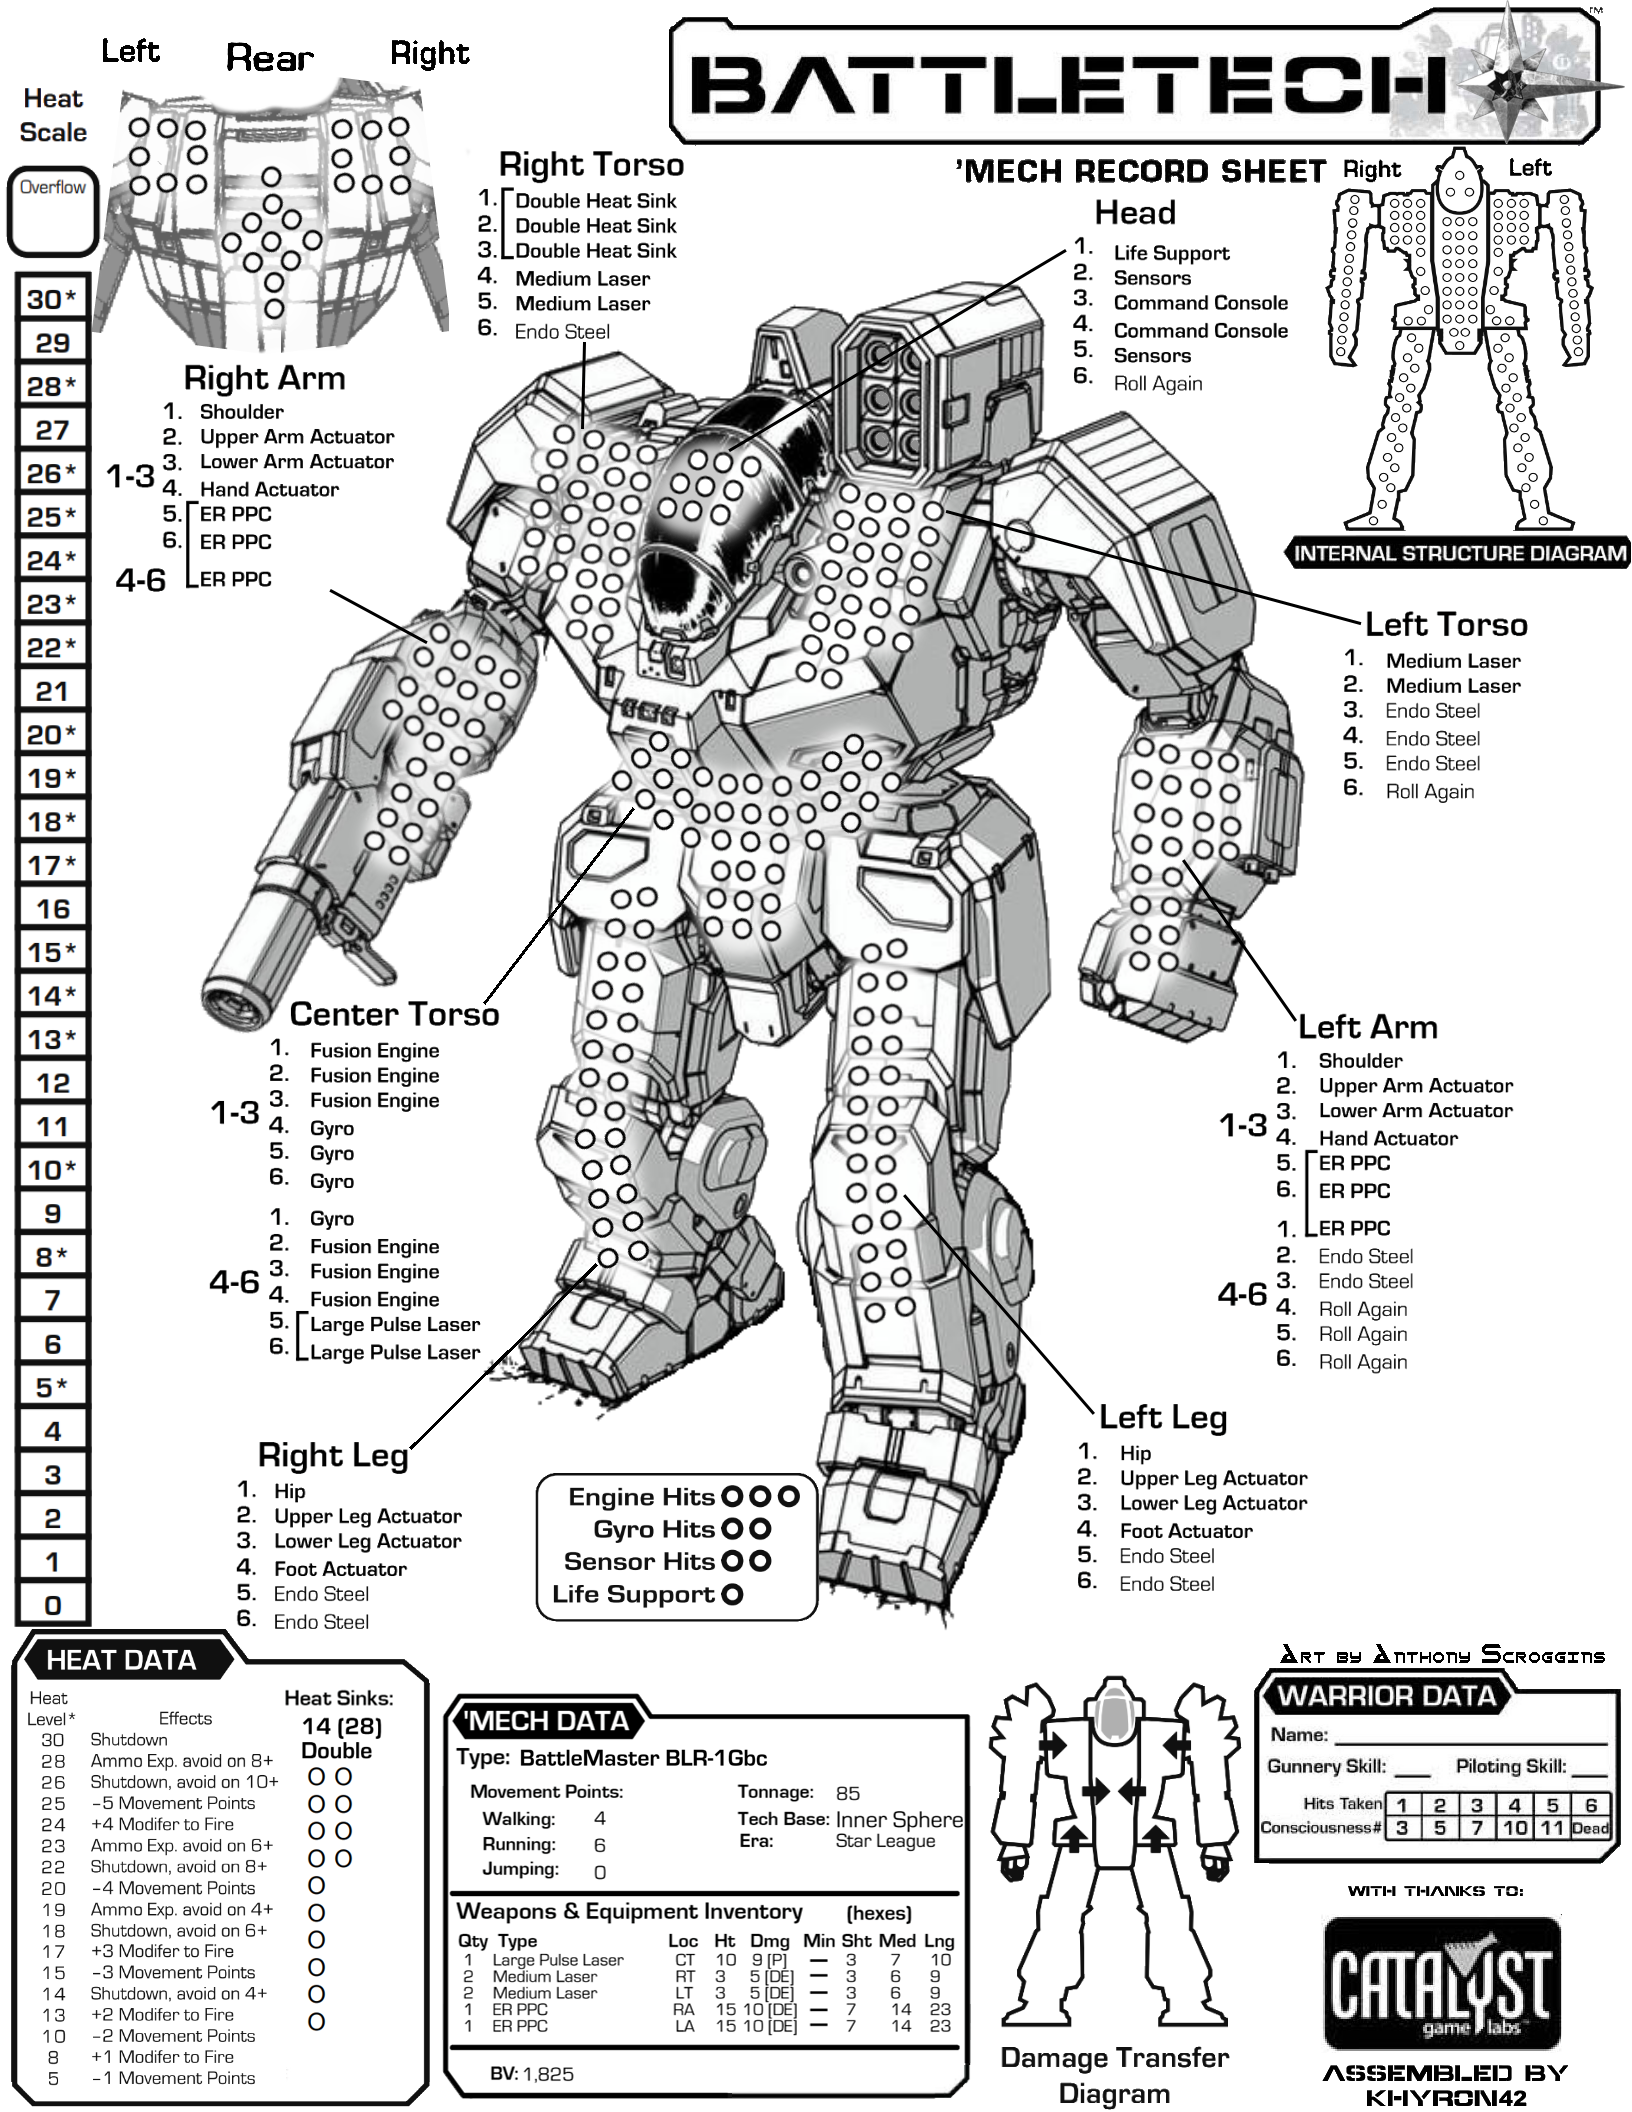 Left Rear Right
BATTLETECH
™
'MECH RECORD SHEET
Heat
Scale
Overflow
30*
29
28*
27
26*
25*
24*
23*
22*
21
20*
19*
18*
17*
16
15*
14*
13*
12
11
10*
9
8*
7
6
5*
4
3
2
1
0
Right Torso
1. Double Heat Sink
2. Double Heat Sink
3. Double Heat Sink
4. Medium Laser
5. Medium Laser
6. Endo Steel
Head
1. Life Support
2. Sensors
3. Command Console
4. Command Console
5. Sensors
6. Roll Again
Right Left
INTERNAL STRUCTURE DIAGRAM
Right Arm
1-3
1. Shoulder
2. Upper Arm Actuator
3. Lower Arm Actuator
4. Hand Actuator
5. ER PPC
6. ER PPC
4-6 ER PPC
Left Torso
1. Medium Laser
2. Medium Laser
3. Endo Steel
4. Endo Steel
5. Endo Steel
6. Roll Again
Center Torso
1-3
1. Fusion Engine
2. Fusion Engine
3. Fusion Engine
4. Gyro
5. Gyro
6. Gyro
4-6
1. Gyro
2. Fusion Engine
3. Fusion Engine
4. Fusion Engine
5. Large Pulse Laser
6. Large Pulse Laser
Left Arm
1-3
1. Shoulder
2. Upper Arm Actuator
3. Lower Arm Actuator
4. Hand Actuator
5. ER PPC
6. ER PPC
4-6
1. ER PPC
2. Endo Steel
3. Endo Steel
4. Roll Again
5. Roll Again
6. Roll Again
Right Leg
1. Hip
2. Upper Leg Actuator
3. Lower Leg Actuator
4. Foot Actuator
5. Endo Steel
6. Endo Steel
Left Leg
1. Hip
2. Upper Leg Actuator
3. Lower Leg Actuator
4. Foot Actuator
5. Endo Steel
6. Endo Steel
Engine Hits
Gyro Hits
Sensor Hits
Life Support
HEAT DATA
Heat
Level* Effects
30 Shutdown
28 Ammo Exp. avoid on 8+
26 Shutdown, avoid on 10+
25 -5 Movement Points
24 +4 Modifer to Fire
23 Ammo Exp. avoid on 6+
22 Shutdown, avoid on 8+
20 -4 Movement Points
19 Ammo Exp. avoid on 4+
18 Shutdown, avoid on 6+
17 +3 Modifer to Fire
15 -3 Movement Points
14 Shutdown, avoid on 4+
13 +2 Modifer to Fire
10 -2 Movement Points
8 +1 Modifer to Fire
5 -1 Movement Points
Heat Sinks:
14 (28)
Double
'MECH DATA
Type: BattleMaster BLR-1Gbc
Movement Points:
Walking: 4
Running: 6
Jumping: 0
Tonnage: 85
Tech Base: Inner Sphere
Era: Star League
Weapons & Equipment Inventory (hexes)
Qty Type Loc Ht Dmg Min Sht Med Lng
1 Large Pulse Laser CT 10 9 [P] — 3 7 10
2 Medium Laser RT 3 5 [DE] — 3 6 9
2 Medium Laser LT 3 5 [DE] — 3 6 9
1 ER PPC RA 15 10 [DE] — 7 14 23
1 ER PPC LA 15 10 [DE] — 7 14 23
BV: 1,825
Damage Transfer
Diagram
Art by Anthony Scroggins
WARRIOR DATA
Name:
Gunnery Skill: Piloting Skill:
Hits Taken 1 2 3 4 5 6
Consciousness# 3 5 7 10 11 Dead
WITH THANKS TO:
CATALYST
game labs
ASSEMBLED BY
KHYRON42